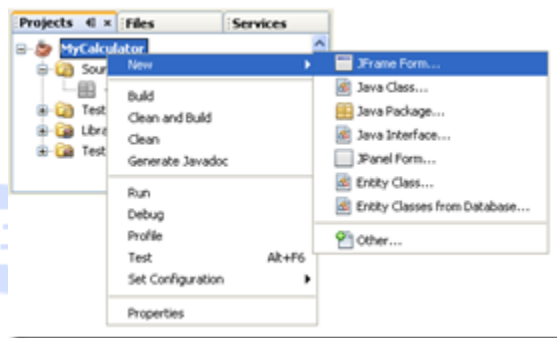 Projects Files Services
MyCalculator
Sour
Test
Libra
Test
New
Build
Clean and Build
Clean
Generate Javadoc
Run
Debug
Profile
Test Alt+F6
Set Configuration
Properties
JFrame Form...
Java Class...
Java Package...
Java Interface...
JPanel Form...
Entity Class...
Entity Classes from Database...
Other...